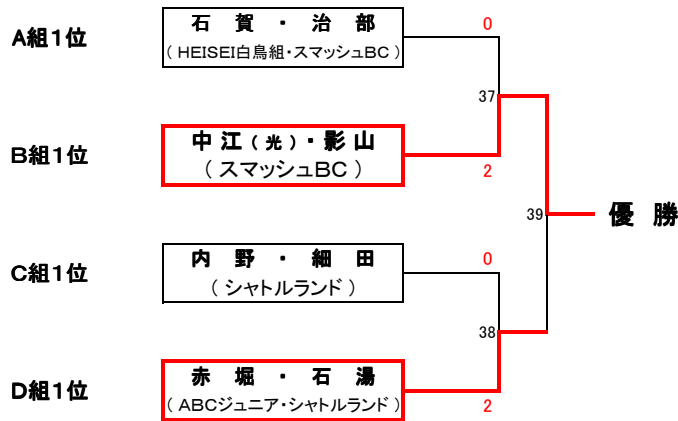 A組1位
石賀・治部
(HEISEI白鳥組・スマッシュBC)
0
37
B組1位
中江(光)・影山
(スマッシュBC)
2
39
優勝
C組1位
内野・細田
(シャトルランド)
0
38
D組1位
赤堀・石湯
(ABCジュニア・シャトルランド)
2